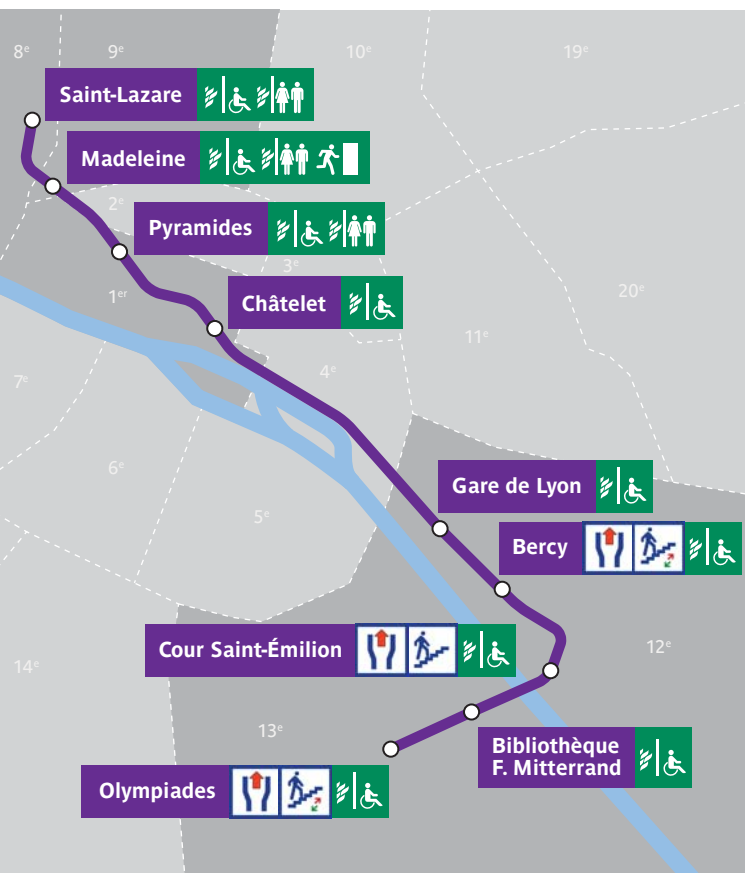 8e
9e
10e
19e
Saint-Lazare
Madeleine
2e
Pyramides
3e
1er
20e
Châtelet
11e
7e
4e
6e
Gare de Lyon
5e
Bercy
Cour Saint-Émilion
12e
14e
13e
Bibliothèque
F. Mitterrand
Olympiades